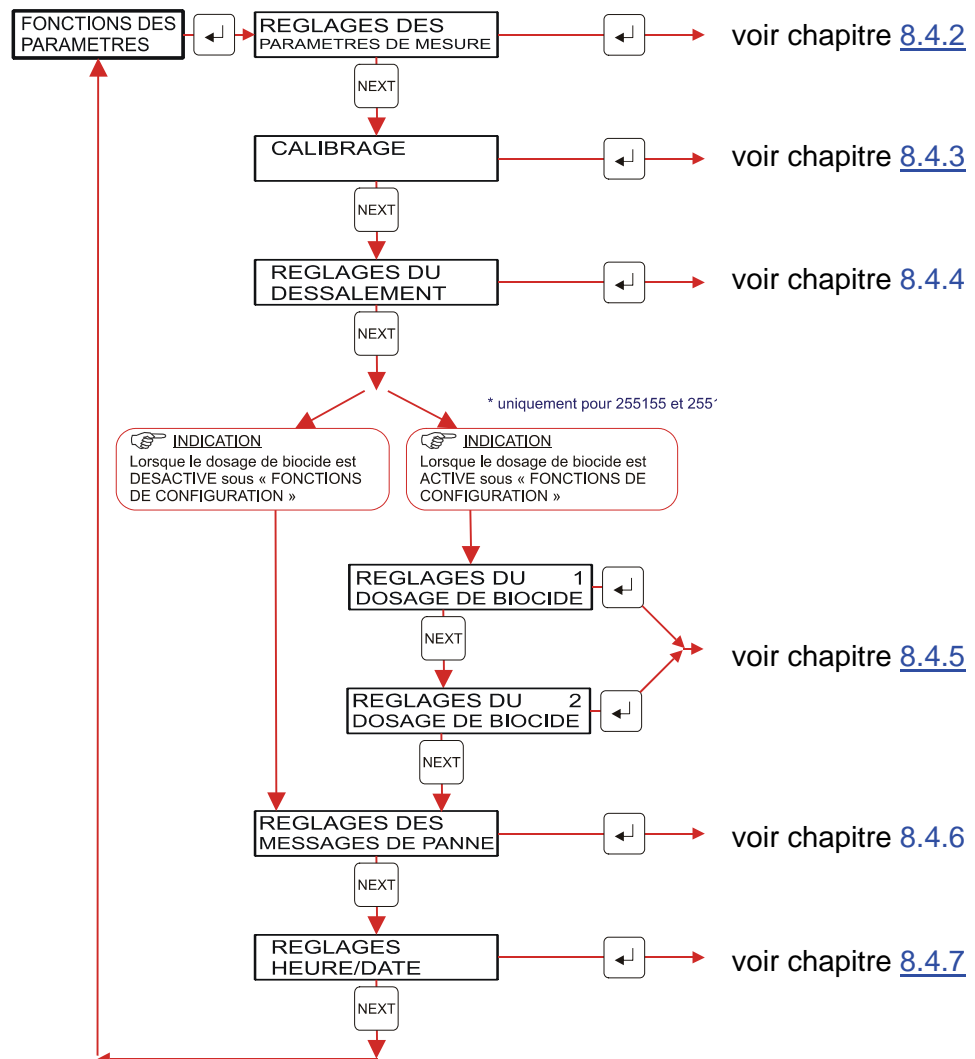 FONCTIONS DES
PARAMETRES
↵
REGLAGES DES
PARAMETRES DE MESURE
↵
voir chapitre 8.4.2
NEXT
CALIBRAGE
↵
voir chapitre 8.4.3
NEXT
REGLAGES DU
DESSALEMENT
↵
voir chapitre 8.4.4
NEXT
* uniquement pour 255155 et
INDICATION
Lorsque le dosage de biocide est
DESACTIVE sous « FONCTIONS
DE CONFIGURATION »
INDICATION
Lorsque le dosage de biocide est
ACTIVE sous « FONCTIONS DE
CONFIGURATION »
REGLAGES DU 1
DOSAGE DE BIOCIDE
↵
NEXT
voir chapitre 8.4.5
REGLAGES DU 2
DOSAGE DE BIOCIDE
↵
NEXT
REGLAGES DES
MESSAGES DE PANNE
↵
voir chapitre 8.4.6
NEXT
REGLAGES
HEURE/DATE
↵
voir chapitre 8.4.7
NEXT